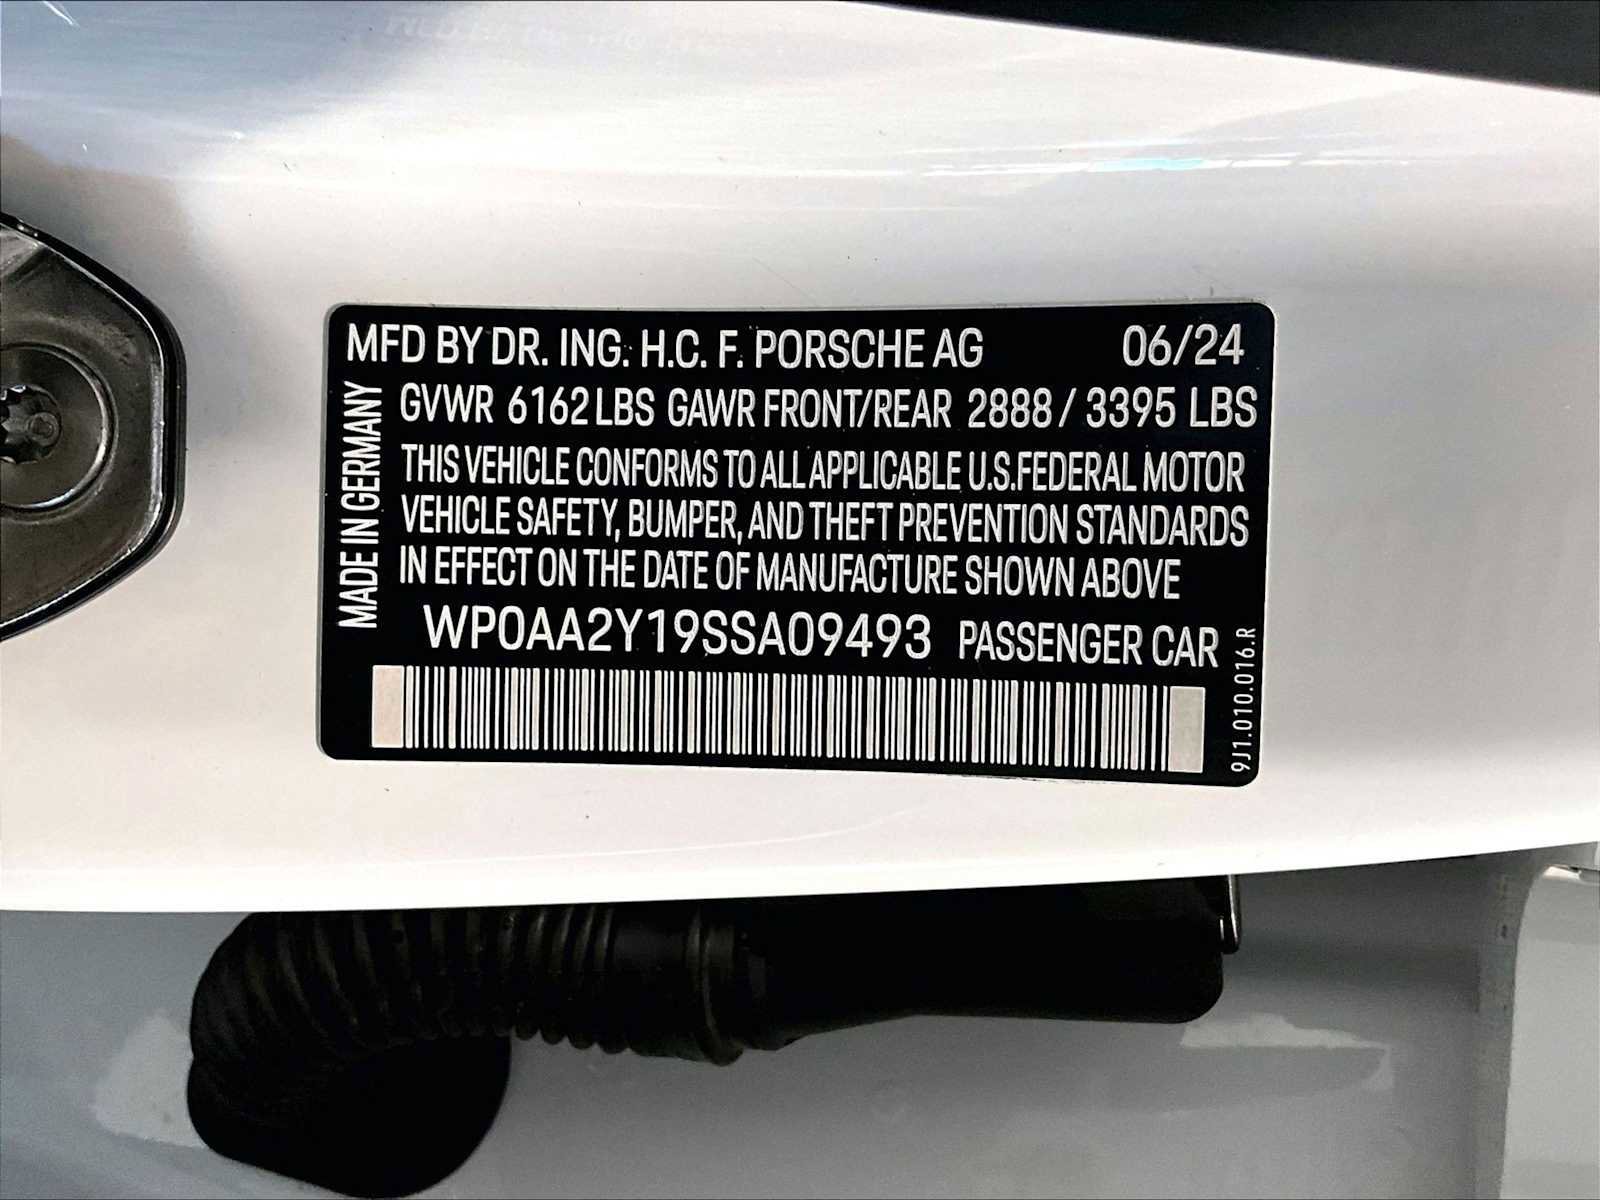 MFD BY DR. ING. H.C. F. PORSCHE AG 06/24
GVWR 6162 LBS GAWR FRONT/REAR 2888 / 3395 LBS
THIS VEHICLE CONFORMS TO ALL APPLICABLE U.S.FEDERAL MOTOR
VEHICLE SAFETY, BUMPER, AND THEFT PREVENTION STANDARDS
IN EFFECT ON THE DATE OF MANUFACTURE SHOWN ABOVE
WP0AA2Y19SSA09493 PASSENGER CAR
MADE IN GERMANY
9J1.010.016.R